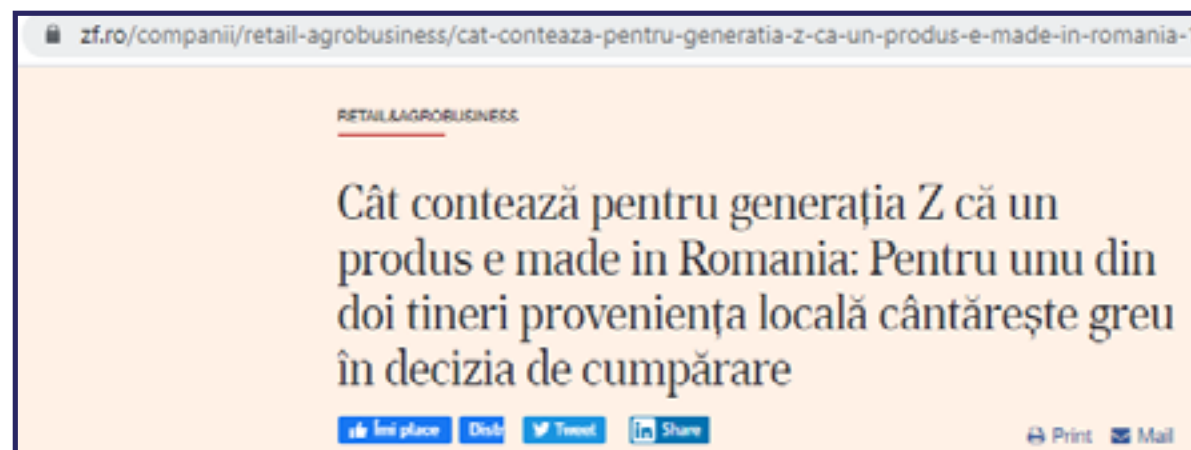 zf.ro/companii/retail-agrobusiness/cat-conteaza-pentru-generatia-z-ca-un-produs-e-made-in-romania-
RETAIL&AGROBUSINESS
Cât contează pentru generația Z că un
produs e made in Romania: Pentru unu din
doi tineri proveniența locală cântărește greu
în decizia de cumpărare
Îmi place Distr Tweet in Share Print Mail